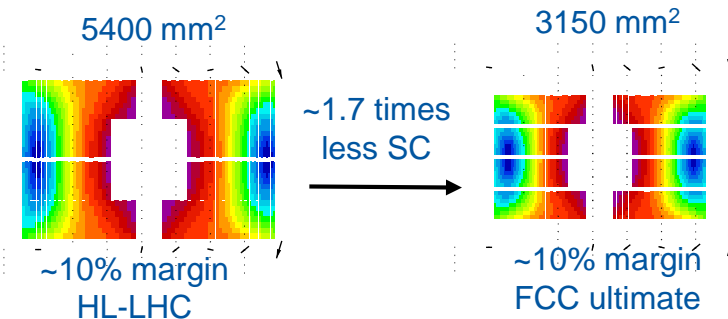 5400 mm²
3150 mm²
~1.7 times
less SC
~10% margin
HL-LHC
~10% margin
FCC ultimate